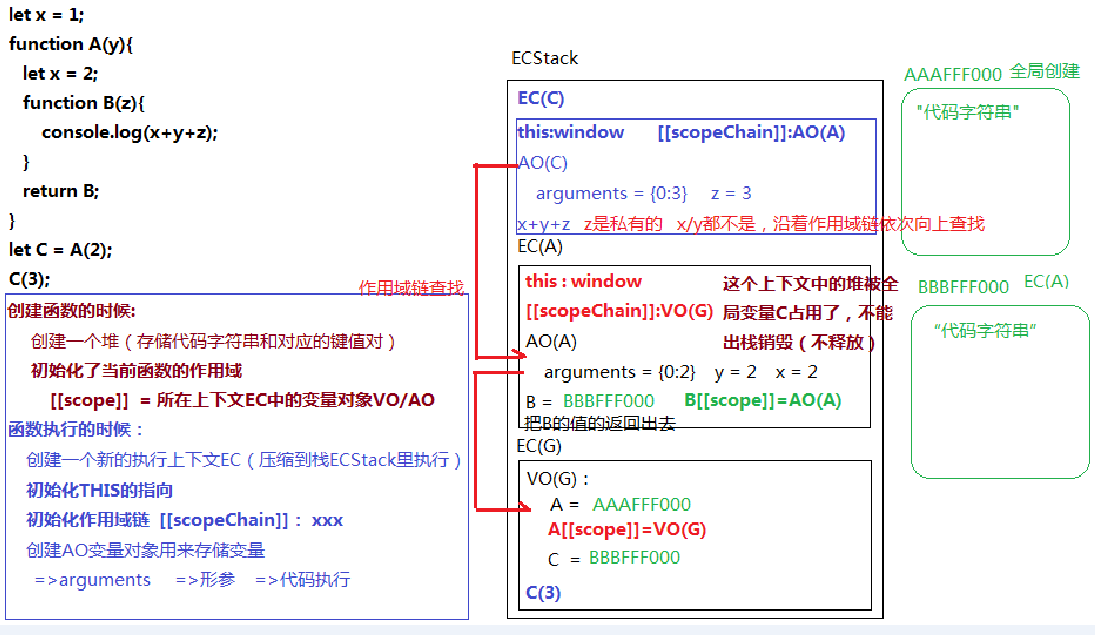 let x = 1;
function A(y){
let x = 2;
function B(z){
console.log(x+y+z);
}
return B;
}
let C = A(2);
C(3);
作用域链查找
创建函数的时候:
创建一个堆（存储代码字符串和对应的键值对）
初始化了当前函数的作用域
[[scope]] = 所在上下文EC中的变量对象VO/AO
函数执行的时候：
创建一个新的执行上下文EC（压缩到栈ECStack里执行）
初始化THIS的指向
初始化作用域链 [[scopeChain]]：xxx
创建AO变量对象用来存储变量
=>arguments =>形参 =>代码执行
ECStack
EC(C)
this:window [[scopeChain]]:AO(A)
AO(C)
arguments = {0:3} z = 3
x+y+z z是私有的 x/y都不是，沿着作用域链依次向上查找
EC(A)
this : window
[[scopeChain]]:VO(G)
这个上下文中的堆被全
局变量C占用了，不能
出栈销毁（不释放）
AO(A)
arguments = {0:2} y = 2 x = 2
B = BBBFFF000 B[[scope]]=AO(A)
把B的值的返回出去
EC(G)
VO(G)：
A = AAAFFF000
A[[scope]]=VO(G)
C = BBBFFF000
C(3)
AAAFFF000 全局创建
"代码字符串"
BBBFFF000 EC(A)
“代码字符串”